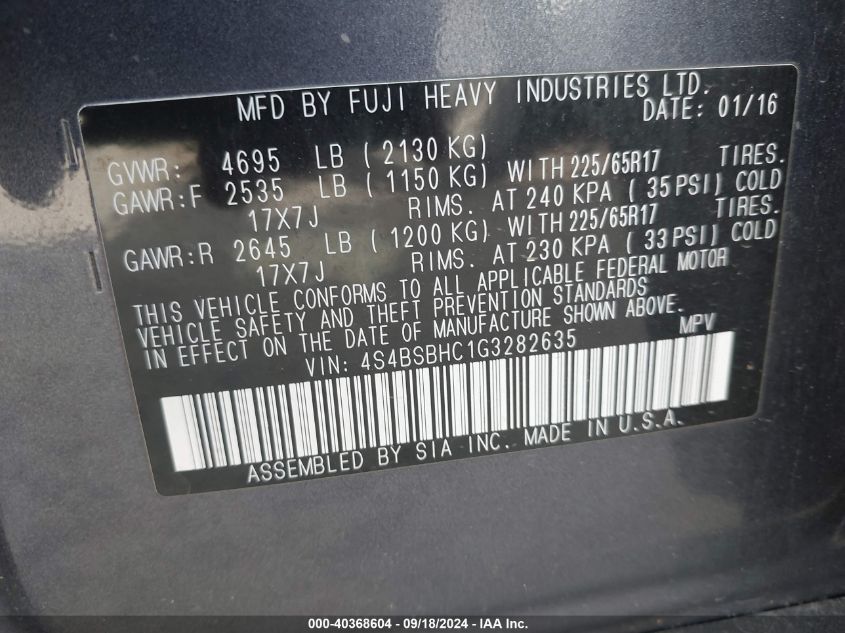 MFD BY FUJI HEAVY INDUSTRIES LTD.
DATE: 01/16
GVWR: 4695 LB (2130 KG)
GAWR:F 2535 LB (1150 KG) WITH 225/65R17 TIRES.
17X7J RIMS. AT 240 KPA (35 PSI) COLD
GAWR:R 2645 LB (1200 KG) WITH 225/65R17 TIRES.
17X7J RIMS. AT 230 KPA (33 PSI) COLD
THIS VEHICLE CONFORMS TO ALL APPLICABLE FEDERAL MOTOR
VEHICLE SAFETY AND THEFT PREVENTION STANDARDS
IN EFFECT ON THE DATE OF MANUFACTURE SHOWN ABOVE.
VIN: 4S4BSBHC1G3282635 MPV
ASSEMBLED BY SIA INC. MADE IN U.S.A.
000-40368604 - 09/18/2024 - IAA Inc.